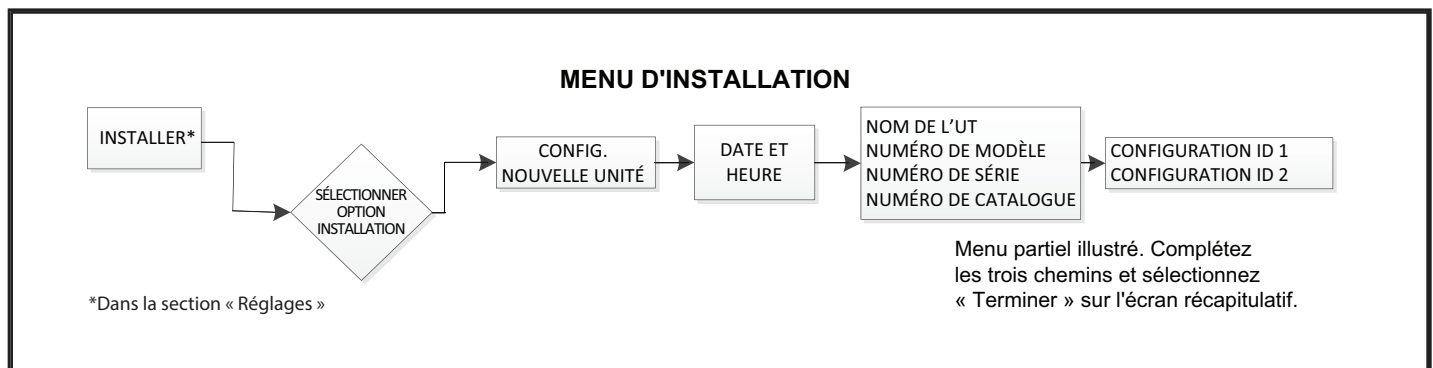 MENU D'INSTALLATION
INSTALLER*
SÉLECTIONNER
OPTION
INSTALLATION
CONFIG.
NOUVELLE UNITÉ
DATE ET
HEURE
NOM DE L’UT
NUMÉRO DE MODÈLE
NUMÉRO DE SÉRIE
NUMÉRO DE CATALOGUE
CONFIGURATION ID 1
CONFIGURATION ID 2
Menu partiel illustré. Complétez
les trois chemins et sélectionnez
« Terminer » sur l'écran récapitulatif.
*Dans la section « Réglages »